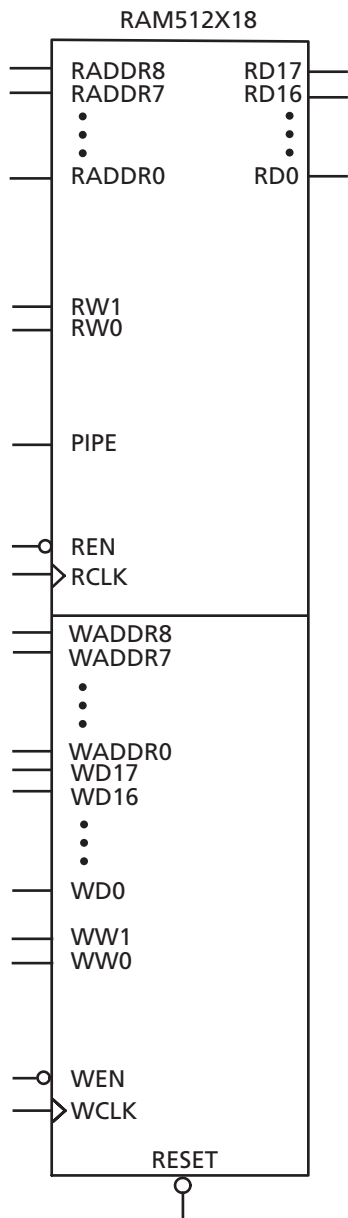 RAM512X18
RADDR8 RD17
RADDR7 RD16
RADDR0 RD0
RW1
RW0
PIPE
REN
RCLK
WADDR8
WADDR7
WADDR0
WD17
WD16
WD0
WW1
WW0
WEN
WCLK
RESET